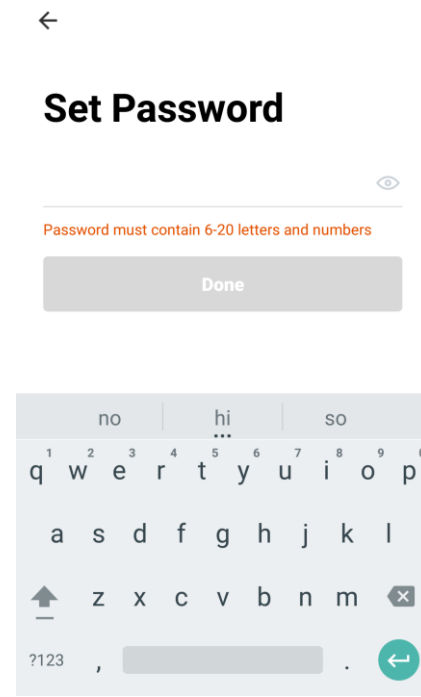 Set Password
Password must contain 6-20 letters and numbers
Done
no hi so
1 2 3 4 5 6 7 8 9
q w e r t y u i o p
a s d f g h j k l
z x c v b n m
?123 , .